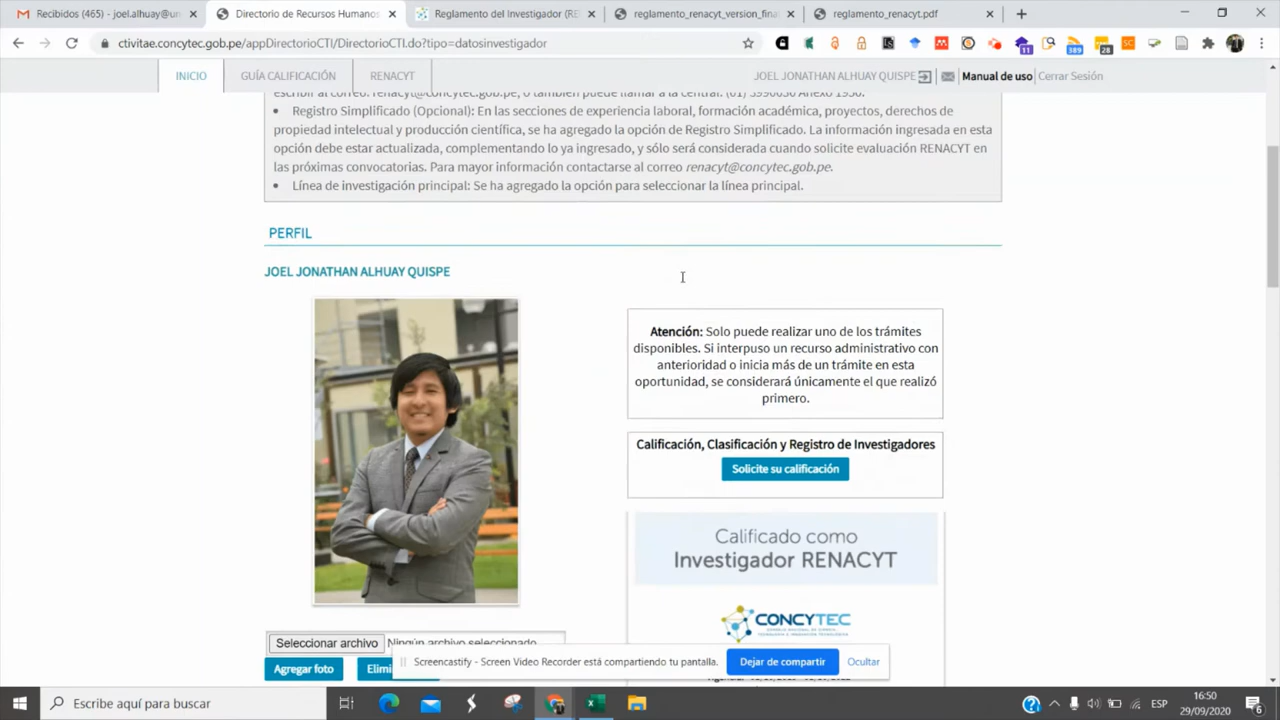 Recibidos (465) - joel.alhuay@un
Directorio de Recursos Humanos
Reglamento del Investigador (RE
reglamento_renacyt_version_fina
reglamento_renacyt.pdf
ctivitae.concytec.gob.pe/appDirectorioCTI/DirectorioCTI.do?tipo=datosinvestigador
11
389
28
SC
INICIO
GUÍA CALIFICACIÓN
RENACYT
JOEL JONATHAN ALHUAY QUISPE
Manual de uso
Cerrar Sesión
• Registro Simplificado (Opcional): En las secciones de experiencia laboral, formación académica, proyectos, derechos de
propiedad intelectual y producción científica, se ha agregado la opción de Registro Simplificado. La información ingresada en esta
opción debe estar actualizada, complementando lo ya ingresado, y sólo será considerada cuando solicite evaluación RENACYT en
las próximas convocatorias. Para mayor información contactarse al correo renacyt@concytec.gob.pe.
• Línea de investigación principal: Se ha agregado la opción para seleccionar la línea principal.
PERFIL
JOEL JONATHAN ALHUAY QUISPE
Atención: Solo puede realizar uno de los trámites
disponibles. Si interpuso un recurso administrativo con
anterioridad o inicia más de un trámite en esta
oportunidad, se considerará únicamente el que realizó
primero.
Calificación, Clasificación y Registro de Investigadores
Solicite su calificación
Calificado como
Investigador RENACYT
CONCYTEC
Seleccionar archivo
Ningún archivo seleccionado
Agregar foto
Elimi
Screencastify - Screen Video Recorder está compartiendo tu pantalla.
Dejar de compartir
Ocultar
Escribe aquí para buscar
ESP
16:50
29/09/2020
6